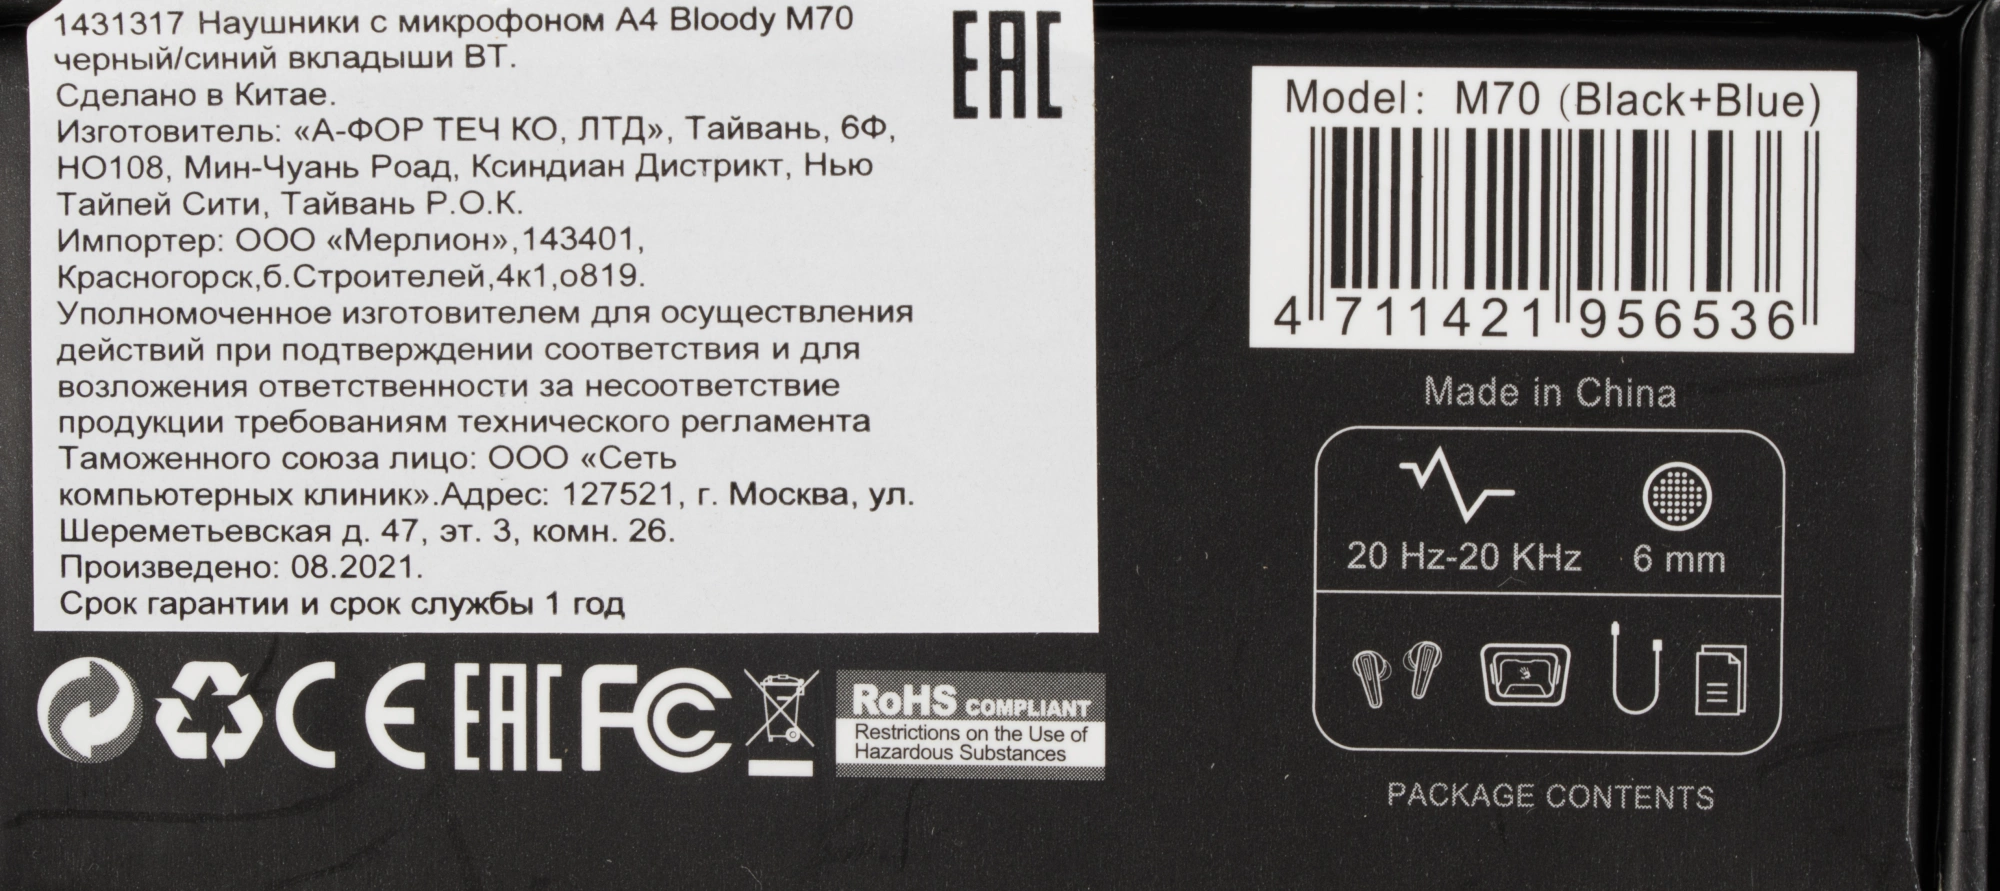 1431317 Наушники с микрофоном A4 Bloody M70
черный/синий вкладыши BT.
Сделано в Китае.
Изготовитель: «А-ФОР ТЕЧ КО, ЛТД», Тайвань, 6Ф,
НО108, Мин-Чуань Роад, Ксиндиан Дистрикт, Нью
Тайпей Сити, Тайвань Р.О.К.
Импортер: ООО «Мерлион»,143401,
Красногорск,б.Строителей,4к1,о819.
Уполномоченное изготовителем для осуществления
действий при подтверждении соответствия и для
возложения ответственности за несоответствие
продукции требованиям технического регламента
Таможенного союза лицо: ООО «Сеть
компьютерных клиник».Адрес: 127521, г. Москва, ул.
Шереметьевская д. 47, эт. 3, комн. 26.
Произведено: 08.2021.
Срок гарантии и срок службы 1 год
EAC
CE EAC FC
RoHS COMPLIANT
Restrictions on the Use of
Hazardous Substances
Model: M70 (Black+Blue)
4 711421 956536
Made in China
20 Hz-20 KHz 6 mm
PACKAGE CONTENTS